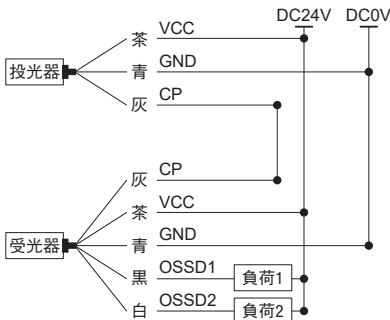 DC24V DC0V
茶 VCC
投光器 青 GND
灰 CP
灰 CP
茶 VCC
受光器 青 GND
黒 OSSD1 負荷1
白 OSSD2 負荷2